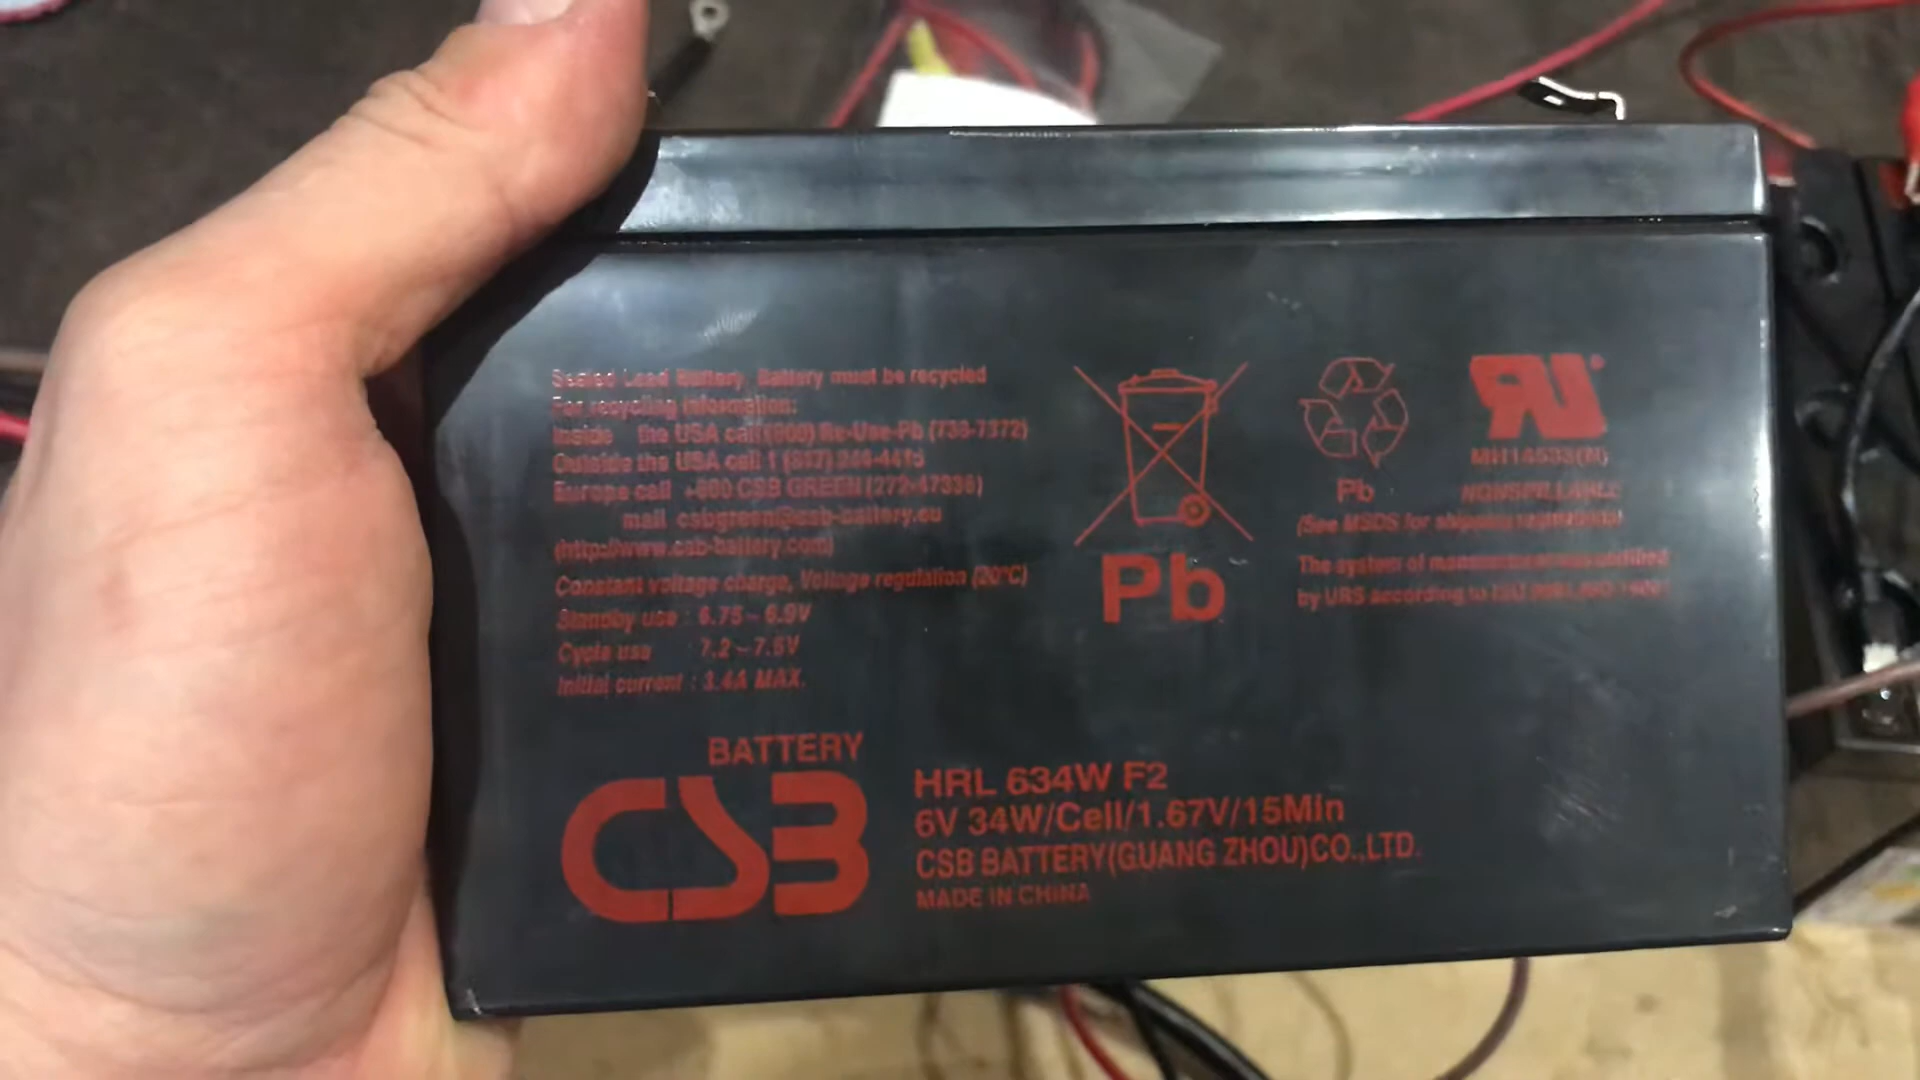 Sealed Lead Battery, Battery must be recycled
For recycling information:
Inside the USA call (800) Re-Use-Pb (738-7372)
Outside the USA call 1
Europe call +800 CSB GREEN (272-47336)
mail csbgreen@csb-battery.eu
(http://www.csb-battery.com)
Constant voltage charge, Voltage regulation (20°C)
Standby use : 6.75~6.9V
Cycle use : 7.2~7.5V
Initial current : 3.4A MAX.
Pb
Pb
RU
NONSPILLABLE
(See MSDS for shipping
The system of
by URS according to
BATTERY
CSB
HRL 634W F2
6V 34W/Cell/1.67V/15Min
CSB BATTERY(GUANG ZHOU)CO.,LTD.
MADE IN CHINA